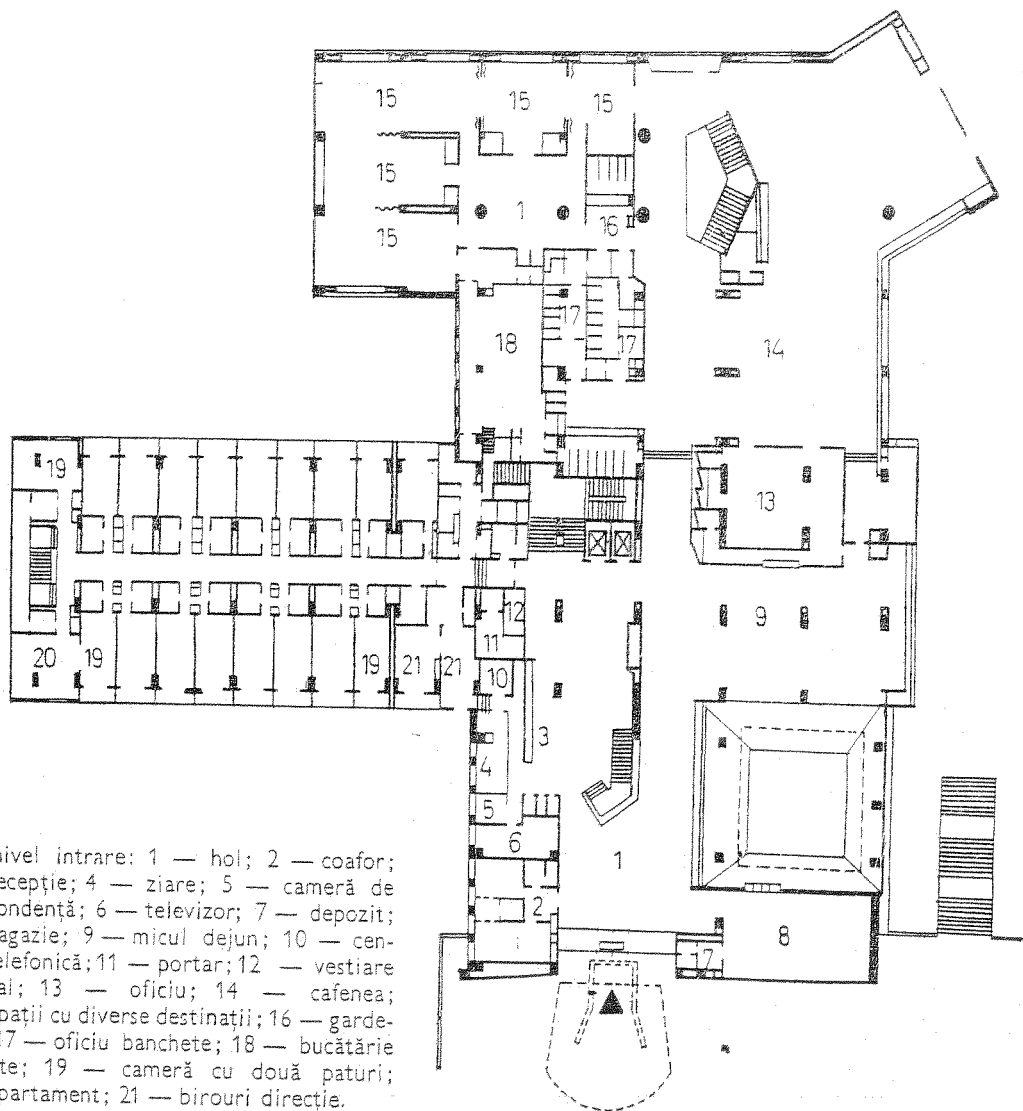 15 15 15
15
1
16
15
17
18
17
14
19
13
12
9
11
20 19 19 21 21
10
3
4
5
6
1
2
8
17
nivel intrare: 1 — hol; 2 — coafor;
ecepție; 4 — ziare; 5 — cameră de
ondență; 6 — televizor; 7 — depozit;
agazie; 9 — micul dejun; 10 — cen-
elefonică; 11 — portar; 12 — vestiare
al; 13 — oficiu; 14 — cafenea;
pații cu diverse destinații; 16 — garde-
17 — oficiu banchete; 18 — bucătărie
te; 19 — cameră cu două paturi;
partament; 21 — birouri direcție.